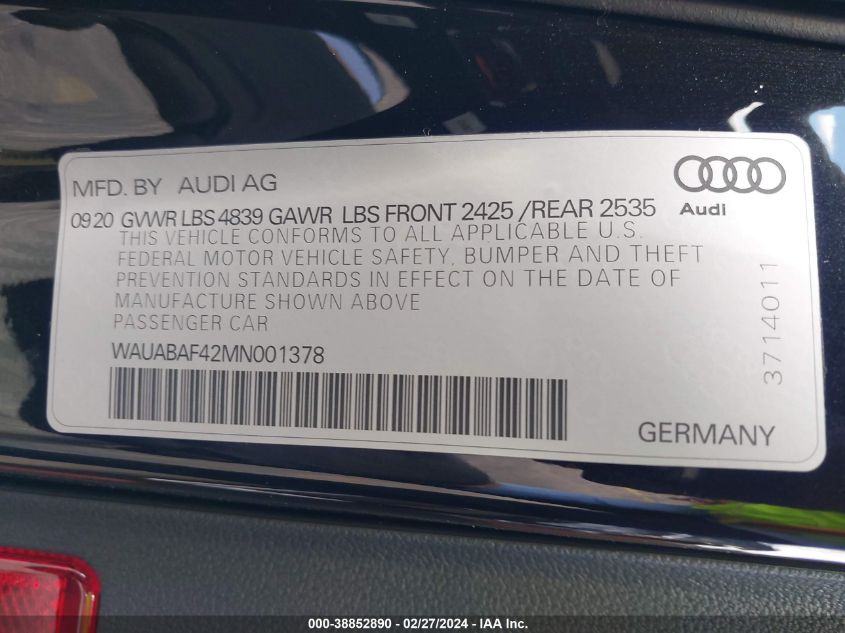 MFD. BY AUDI AG
0920 GVWR LBS 4839 GAWR LBS FRONT 2425 /REAR 2535
Audi
THIS VEHICLE CONFORMS TO ALL APPLICABLE U.S.
FEDERAL MOTOR VEHICLE SAFETY, BUMPER AND THEFT
PREVENTION STANDARDS IN EFFECT ON THE DATE OF
MANUFACTURE SHOWN ABOVE
PASSENGER CAR
WAUABAF42MN001378
3714011
GERMANY
000-38852890 - 02/27/2024 - IAA Inc.